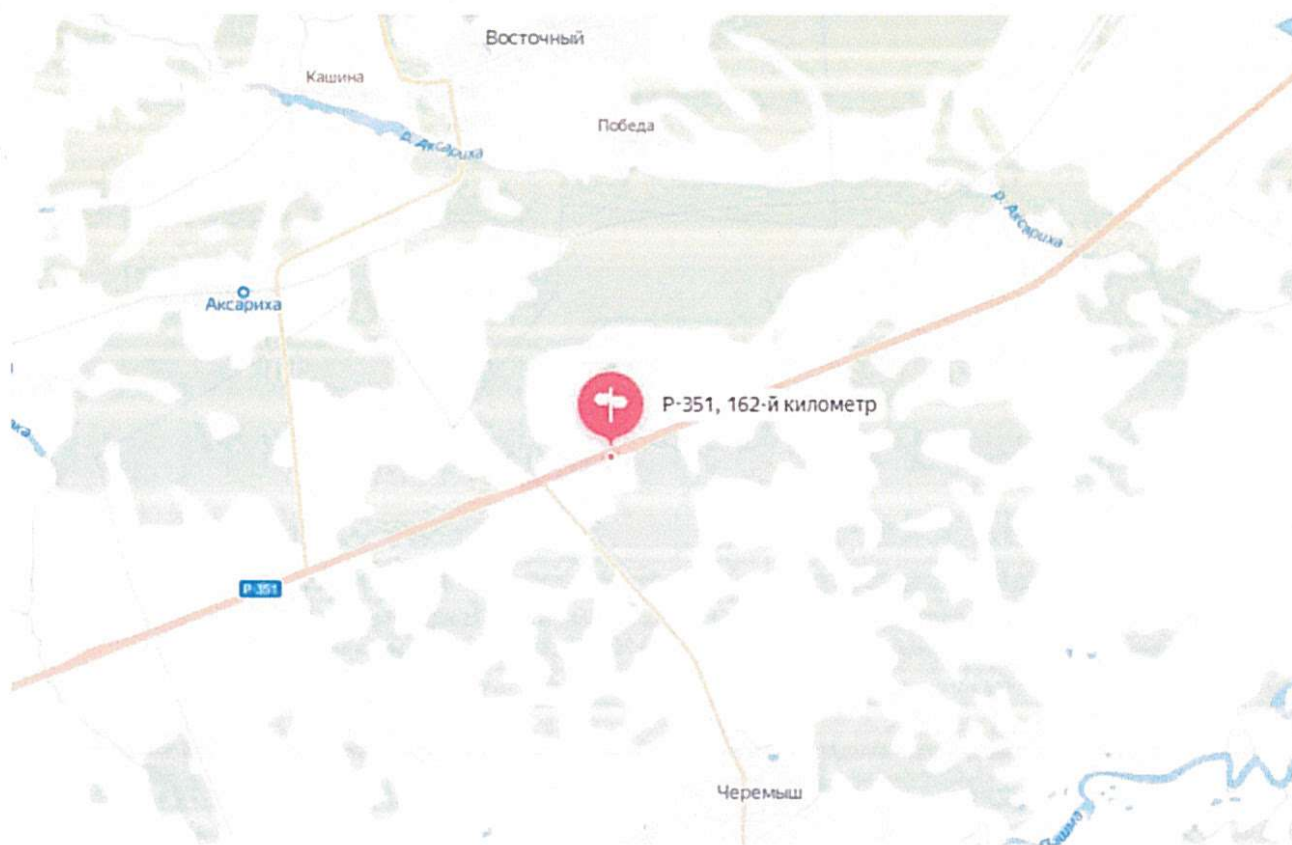 Восточный
Кашина
Победа
р. Аксариха
р. Аксариха
Аксариха
Р-351, 162-й километр
Р-351
Черемыш